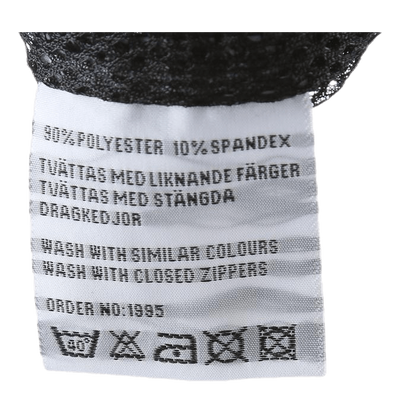 90% POLYESTER 10% SPANDEX
TVÄTTAS MED LIKNANDE FÄRGER
TVÄTTAS MED STÄNGDA
DRAGKEDJOR
WASH WITH SIMILAR COLOURS
WASH WITH CLOSED ZIPPERS
ORDER NO:1995
40°